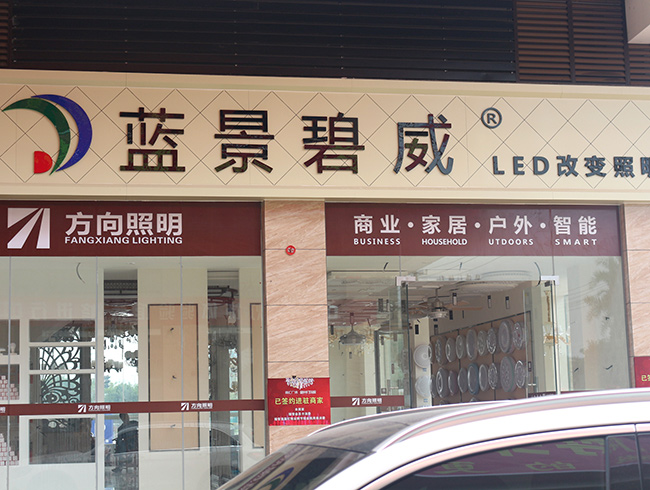 蓝景碧威®
LED改变照明
方向照明
FANGXIANG LIGHTING
商业·家居·户外·智能
BUSINESS HOUSEHOLD UTDOORS SMART
已签约进驻商家
方向照明
方向照明
方向照明